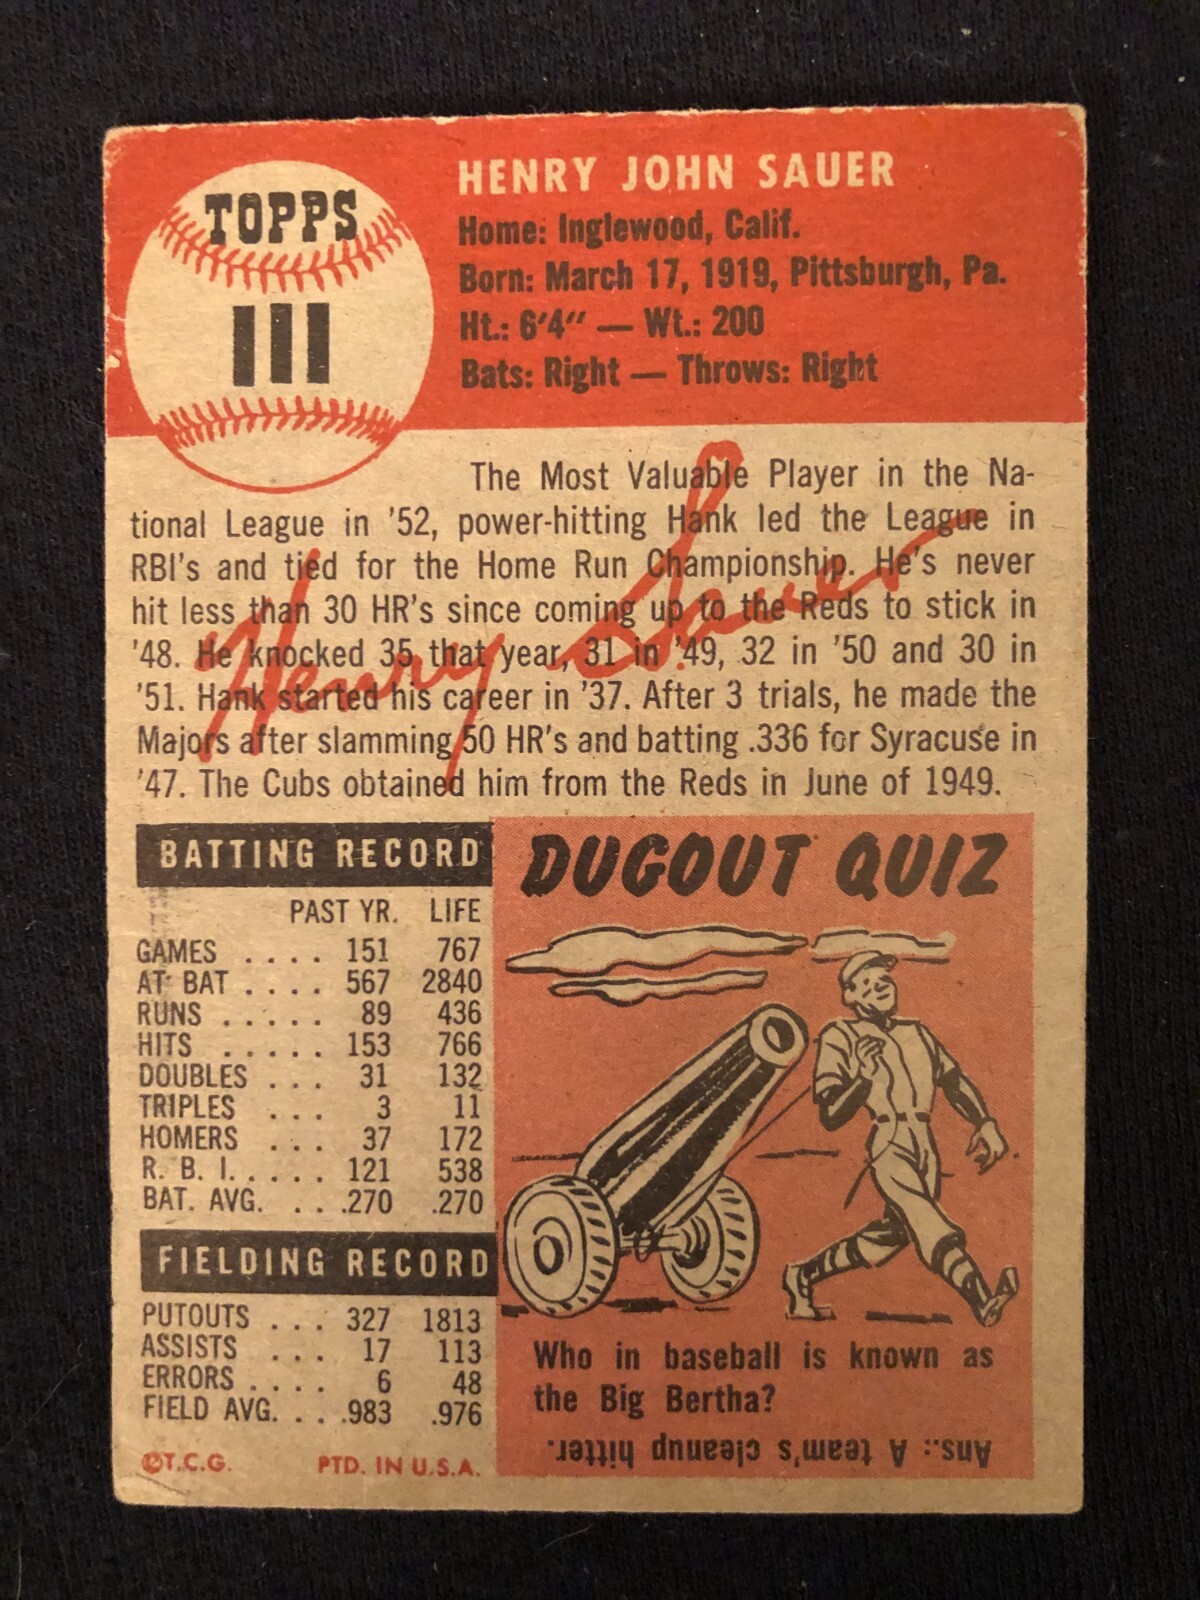 TOPPS
111
HENRY JOHN SAUER
Home: Inglewood, Calif.
Born: March 17, 1919, Pittsburgh, Pa.
Ht.: 6'4" — Wt.: 200
Bats: Right — Throws: Right
The Most Valuable Player in the Na-
tional League in '52, power-hitting Hank led the League in
RBI's and tied for the Home Run Championship. He's never
hit less than 30 HR's since coming up to the Reds to stick in
'48. He knocked 35 that year, 31 in '49, 32 in '50 and 30 in
'51. Hank started his career in '37. After 3 trials, he made the
Majors after slamming 50 HR's and batting .336 for Syracuse in
'47. The Cubs obtained him from the Reds in June of 1949.
Henry Sauer
BATTING RECORD
PAST YR. LIFE
GAMES . . . . 151 767
AT BAT . . . . 567 2840
RUNS . . . . . 89 436
HITS . . . . . 153 766
DOUBLES . . . 31 132
TRIPLES . . . 3 11
HOMERS . . . 37 172
R. B. I. . . . . 121 538
BAT. AVG. . . .270 .270
FIELDING RECORD
PUTOUTS . . . 327 1813
ASSISTS . . . 17 113
ERRORS . . . . 6 48
FIELD AVG. . . .983 .976
©T.C.G. PTD. IN U.S.A.
DUGOUT QUIZ
Who in baseball is known as
the Big Bertha?
Ans.: A team's cleanup hitter.